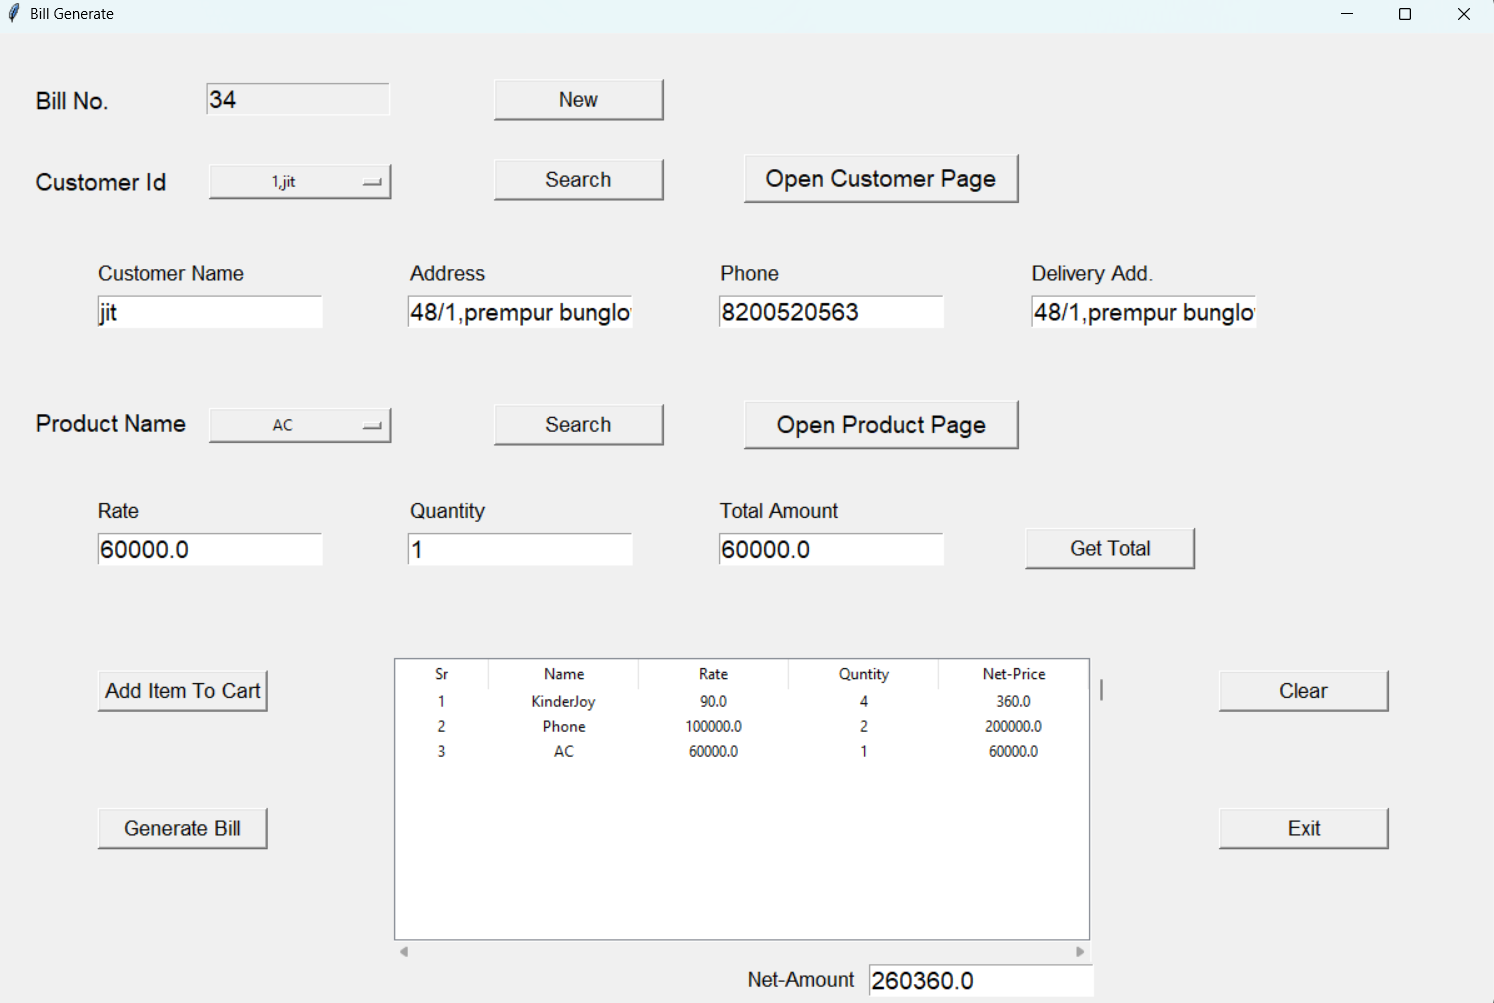 Bill Generate
Bill No. 34 New
Customer Id 1,jit Search Open Customer Page
Customer Name Address Phone Delivery Add.
jit 48/1,prempur 8200520563 48/1,prempur
Product Name AC Search Open Product Page
Rate Quantity Total Amount
60000.0 1 60000.0 Get Total
Add Item To Cart
Sr Name Rate Quntity Net-Price
1 KinderJoy 90.0 4 360.0
2 Phone 100000.0 2 200000.0
3 AC 60000.0 1 60000.0
Clear
Generate Bill
Exit
Net-Amount 260360.0